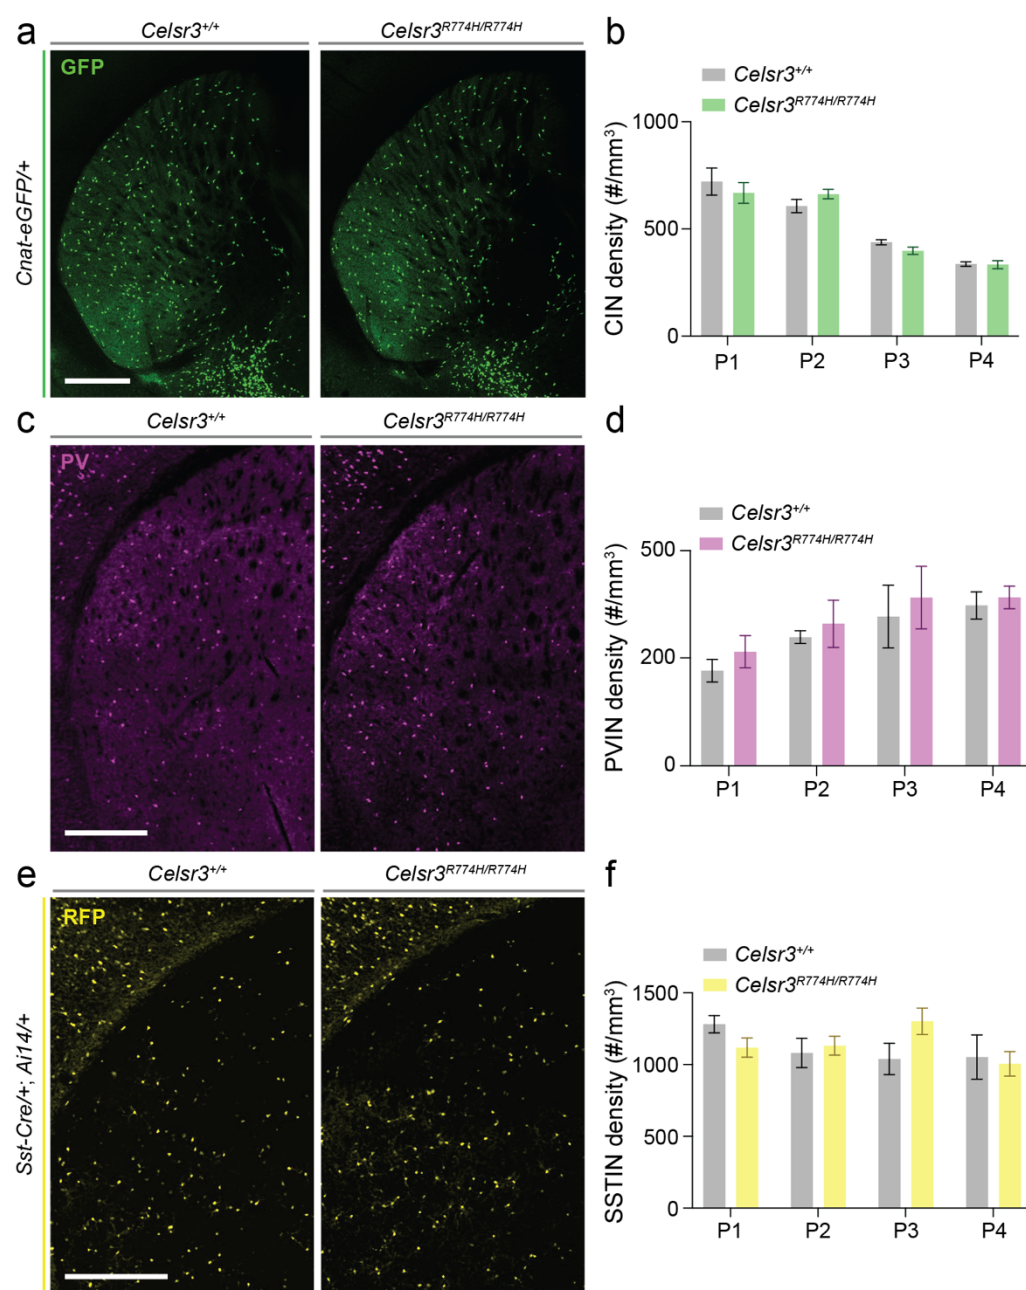 a
Celsr3+/+
Celsr3R774H/R774H
GFP
Cnat-eGFP/+
b
Celsr3+/+
Celsr3R774H/R774H
CIN density (#/mm3)
1000
500
0
P1 P2 P3 P4
c
Celsr3+/+
Celsr3R774H/R774H
PV
d
Celsr3+/+
Celsr3R774H/R774H
PVIN density (#/mm3)
500
200
0
P1 P2 P3 P4
e
Celsr3+/+
Celsr3R774H/R774H
RFP
Sst-Cre/+; Ai14/+
f
Celsr3+/+
Celsr3R774H/R774H
SSTIN density (#/mm3)
1500
1000
500
0
P1 P2 P3 P4